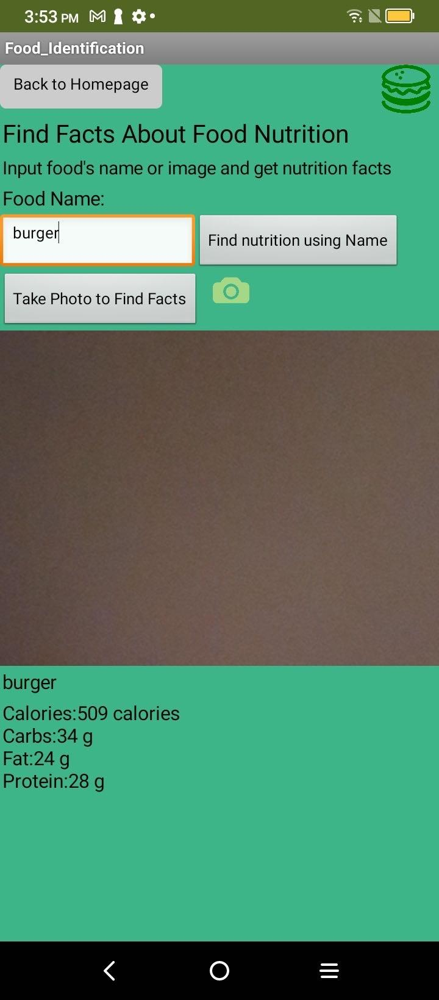 3:53 PM
Food_Identification
Back to Homepage
Find Facts About Food Nutrition
Input food's name or image and get nutrition facts
Food Name:
burger
Find nutrition using Name
Take Photo to Find Facts
burger
Calories:509 calories
Carbs:34 g
Fat:24 g
Protein:28 g